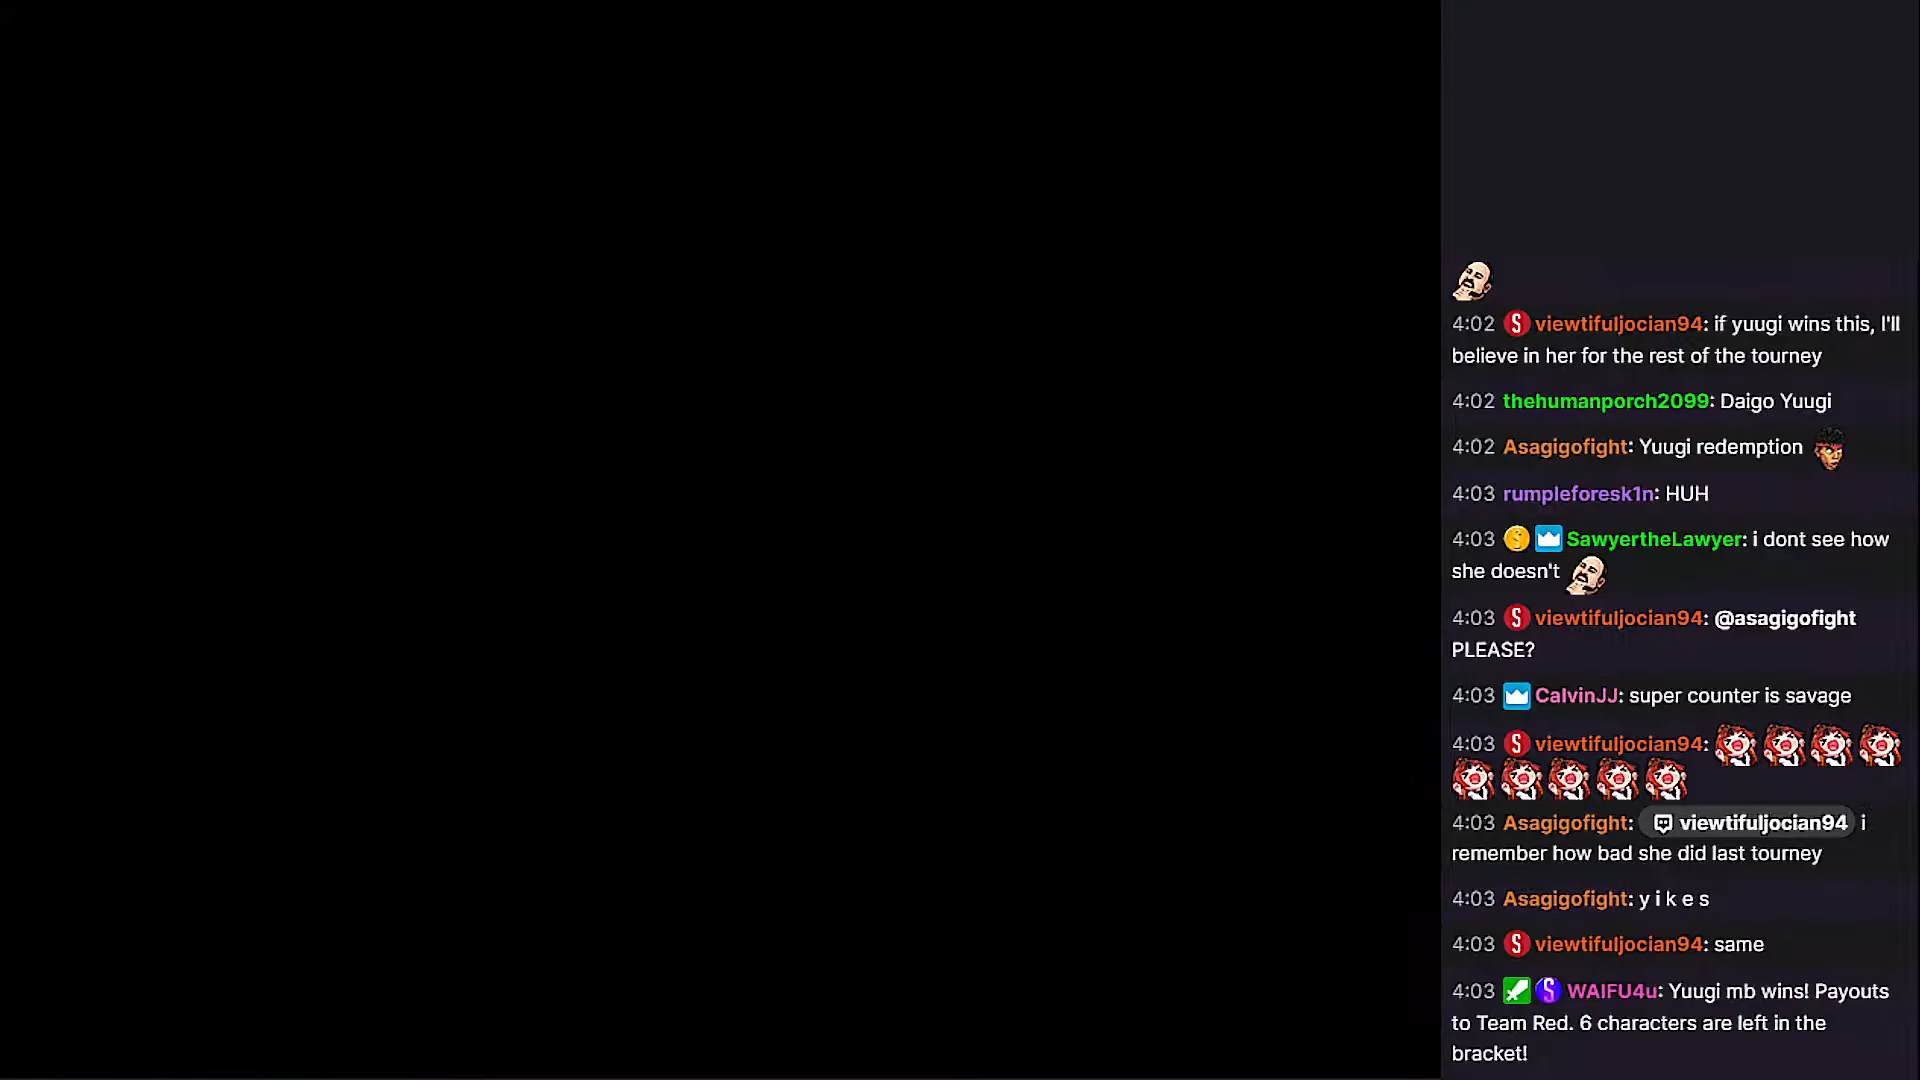 4:02 viewtifuljocian94: if yuugi wins this, I'll
believe in her for the rest of the tourney
4:02 thehumanporch2099: Daigo Yuugi
4:02 Asagigofight: Yuugi redemption
4:03 rumpleforesk1n: HUH
4:03 SawyertheLawyer: i dont see how
she doesn't
4:03 viewtifuljocian94: @asagigofight
PLEASE?
4:03 CalvinJJ: super counter is savage
4:03 viewtifuljocian94:
4:03 Asagigofight: viewtifuljocian94 i
remember how bad she did last tourney
4:03 Asagigofight: y i k e s
4:03 viewtifuljocian94: same
4:03 WAIFU4u: Yuugi mb wins! Payouts
to Team Red. 6 characters are left in the
bracket!